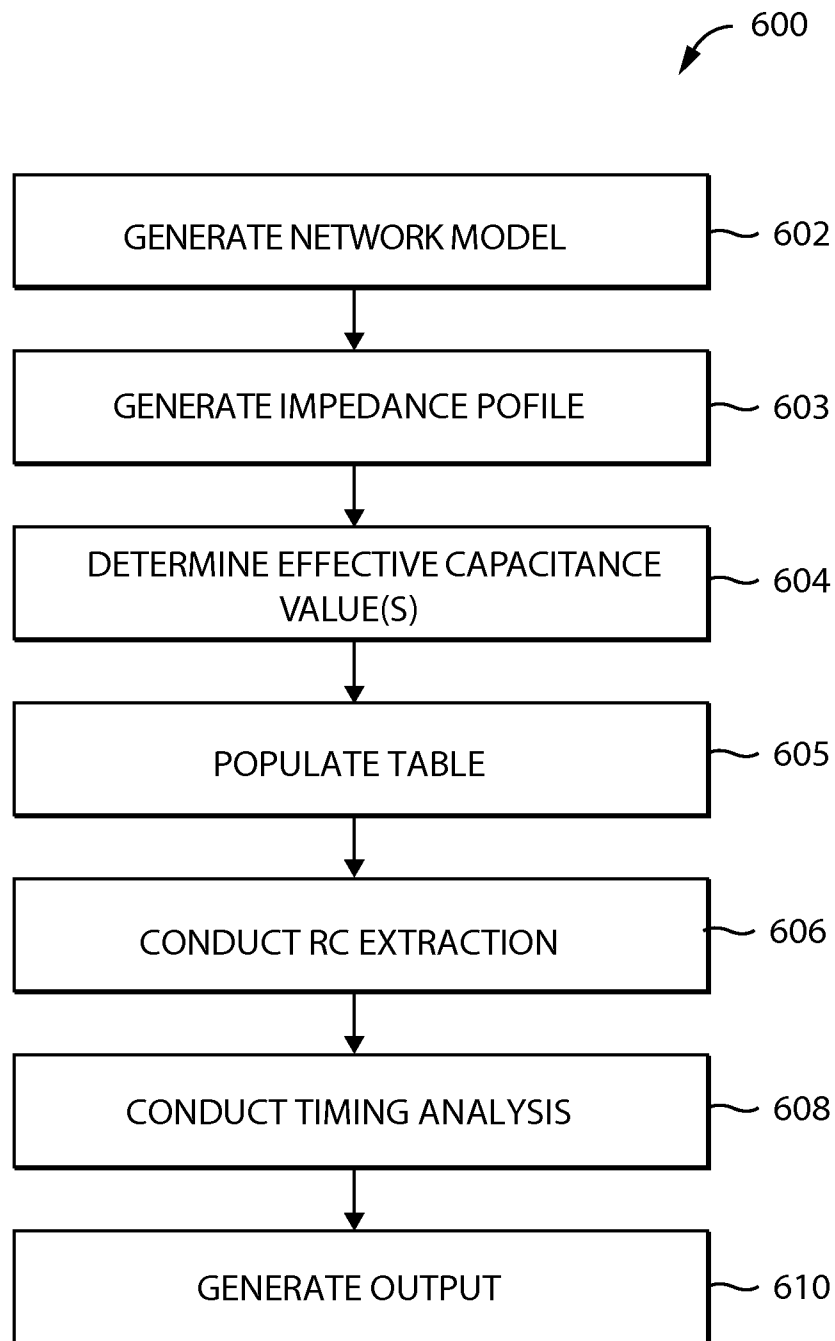 600
GENERATE NETWORK MODEL
602
GENERATE IMPEDANCE POFILE
603
DETERMINE EFFECTIVE CAPACITANCE
VALUE(S)
604
POPULATE TABLE
605
CONDUCT RC EXTRACTION
606
CONDUCT TIMING ANALYSIS
608
GENERATE OUTPUT
610